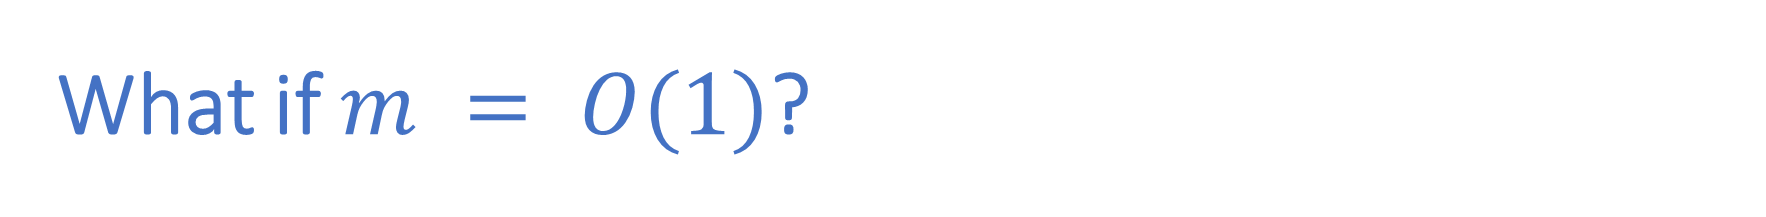 What if m = O(1)?